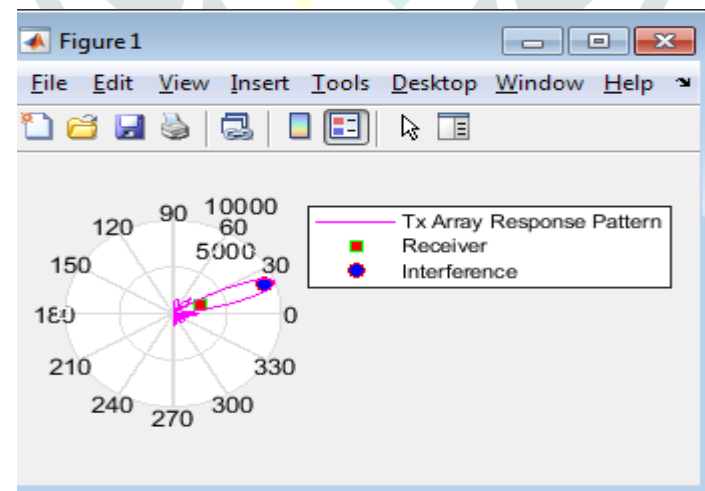 Figure 1
File Edit View Insert Tools Desktop Window Help
90 10000
120 60
5000
150 30
180 0
210 330
240 300
270
Tx Array Response Pattern
Receiver
Interference